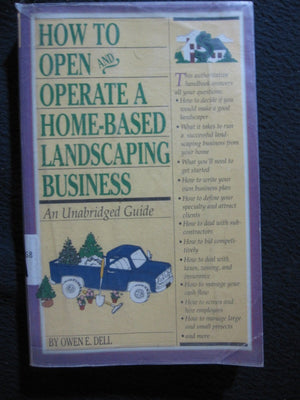 HOW TO
OPEN AND
OPERATE A
HOME-BASED
LANDSCAPING
BUSINESS
An Unabridged Guide
BY OWEN E. DELL
This authoritative
handbook answers
all your questions:
• How to decide if you
would make a good
landscaper
• What it takes to run
a successful land-
scaping business from
your home
• What you'll need to
get started
• How to write your
own business plan
• How to define your
specialty and attract
clients
• How to deal with sub-
contractors
• How to bid competi-
tively
• How to deal with
taxes, zoning, and
insurance
• How to manage your
cash flow
• How to
hire employees
• How to manage large
and small projects
• and more